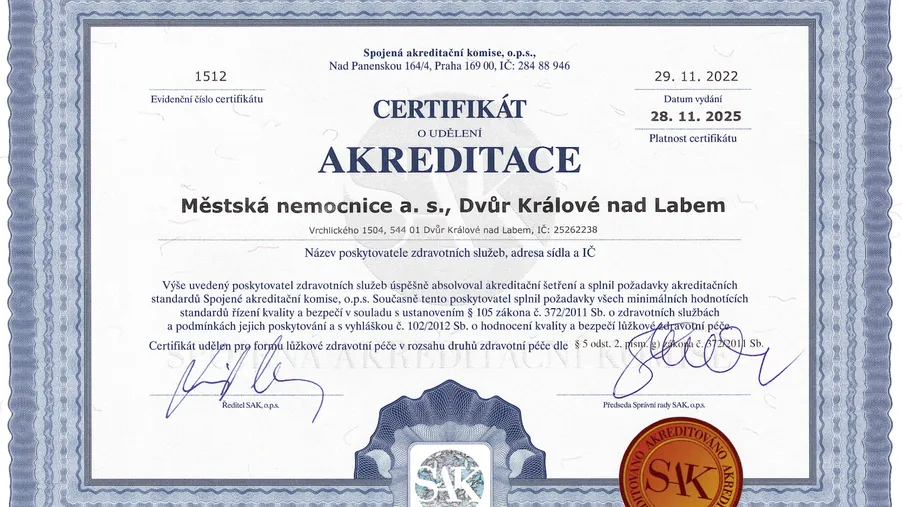 Spojená akreditační komise, o.p.s.,
Nad Panenskou 164/4, Praha 169 00, IČ: 284 88 946
1512
Evidenční číslo certifikátu
29. 11. 2022
Datum vydání
28. 11. 2025
Platnost certifikátu
CERTIFIKÁT
O UDĚLENÍ
AKREDITACE
Městská nemocnice a. s., Dvůr Králové nad Labem
Vrchlického 1504, 544 01 Dvůr Králové nad Labem, IČ: 25262238
Název poskytovatele zdravotních služeb, adresa sídla a IČ
Výše uvedený poskytovatel zdravotních služeb úspěšně absolvoval akreditační šetření a splnil požadavky akreditačních
standardů Spojené akreditační komise, o.p.s. Současně tento poskytovatel splnil požadavky všech minimálních hodnotících
standardů řízení kvality a bezpečí v souladu s ustanovením § 105 zákona č. 372/2011 Sb. o zdravotních službách
a podmínkách jejich poskytování a s vyhláškou č. 102/2012 Sb. o hodnocení kvality a bezpečí lůžkové zdravotní péče.
Certifikát udělen pro formu lůžkové zdravotní péče v rozsahu druhů zdravotní péče dle § 5 odst. 2, písm. g) zákona č. 372/2011 Sb.
SPOJENÁ AKREDITAČNÍ KOMISE
Ředitel SAK, o.p.s.
Předseda Správní rady SAK, o.p.s.
SAK
AKREDITOVÁNO
SAK